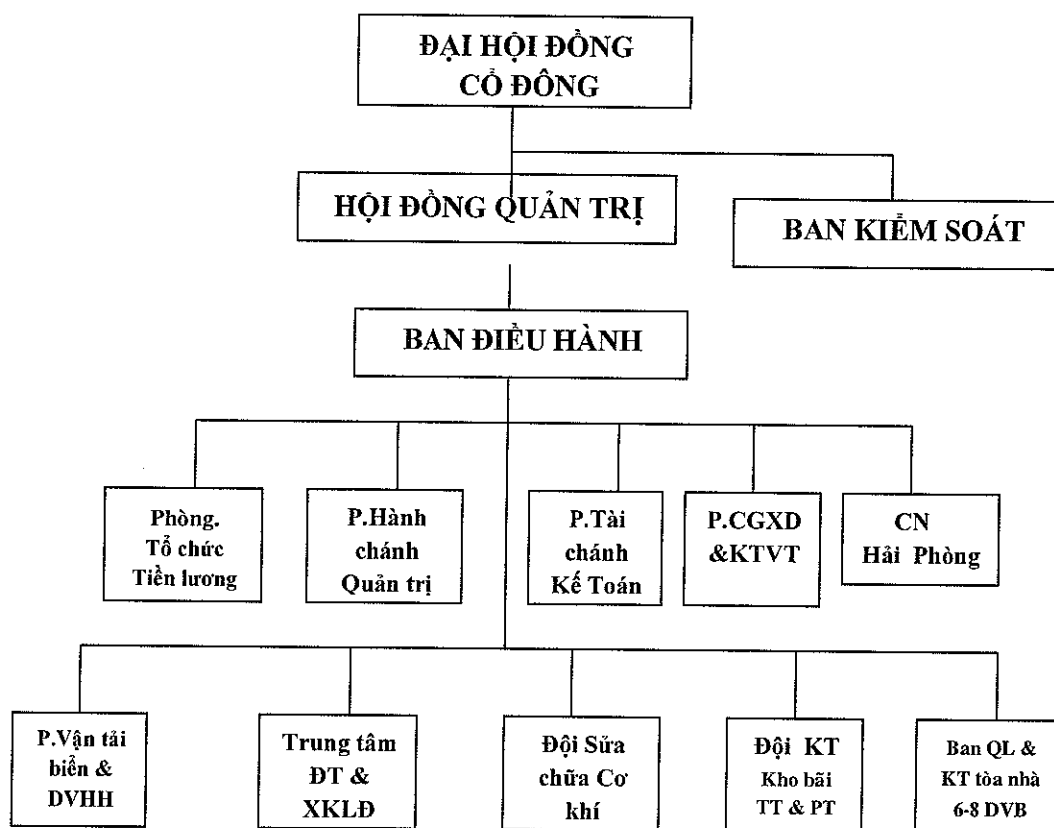 ĐẠI HỘI ĐỒNG
CỔ ĐÔNG
HỘI ĐỒNG QUẢN TRỊ
BAN KIỂM SOÁT
BAN ĐIỀU HÀNH
Phòng.
Tổ chức
Tiền lương
P.Hành
chánh
Quản trị
P.Tài
chánh
Kế Toán
P.CGXD
&KTVT
CN
Hải Phòng
P.Vận tải
biển &
DVHH
Trung tâm
ĐT &
XKLĐ
Đội Sửa
chữa Cơ
khí
Đội KT
Kho bãi
TT & PT
Ban QL &
KT tòa nhà
6-8 DVB